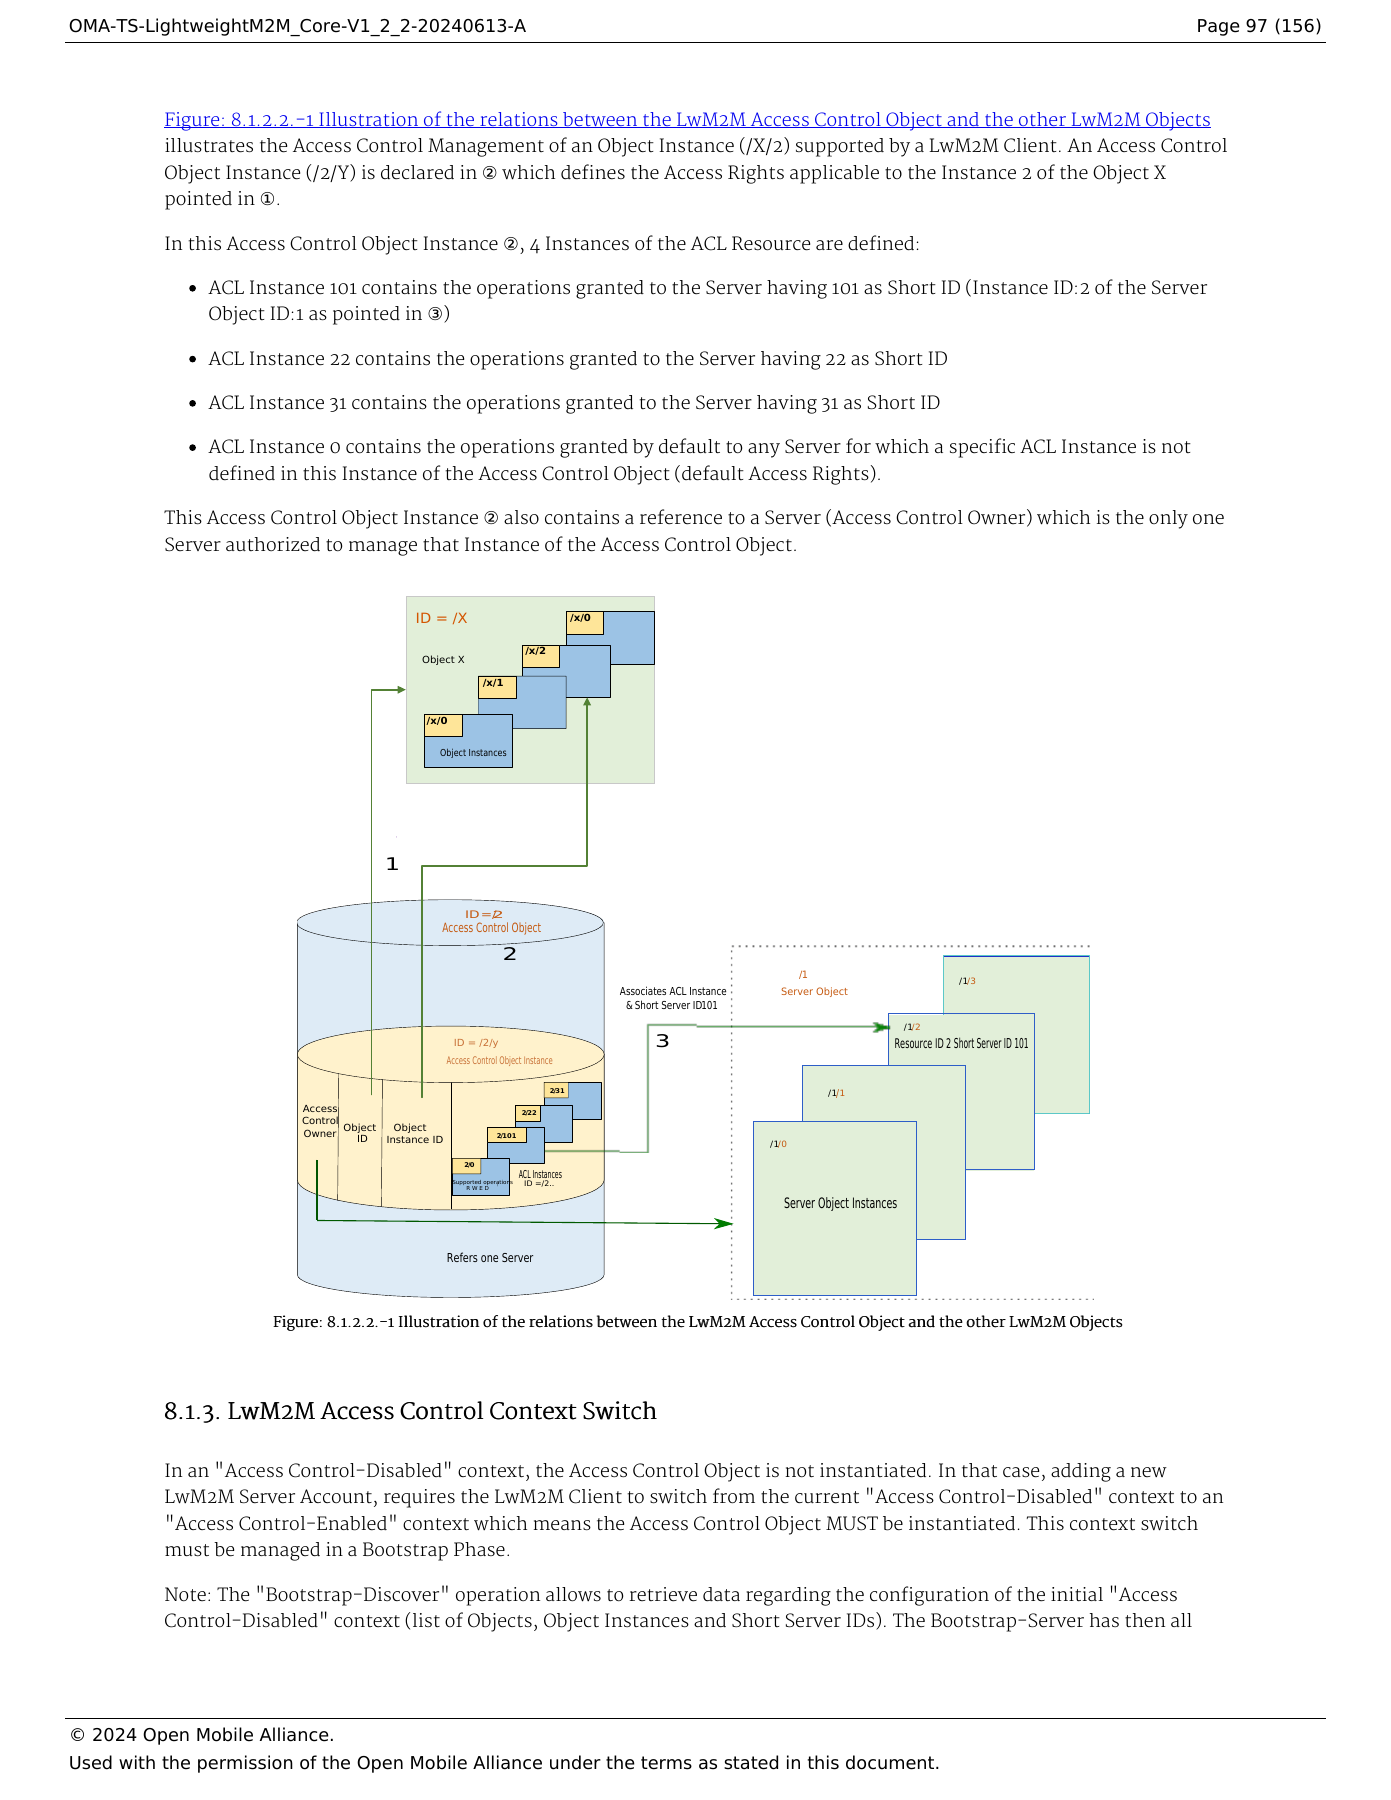 OMA-TS-LightweightM2M_Core-V1_2_2-20240613-A Page 97 (156)
Figure: 8.1.2.2.-1 Illustration of the relations between the LwM2M Access Control Object and the other LwM2M Objects
illustrates the Access Control Management of an Object Instance (/X/2) supported by a LwM2M Client. An Access Control
Object Instance (/2/Y) is declared in ② which defines the Access Rights applicable to the Instance 2 of the Object X
pointed in ①.
In this Access Control Object Instance ②, 4 Instances of the ACL Resource are defined:
• ACL Instance 101 contains the operations granted to the Server having 101 as Short ID (Instance ID:2 of the Server
Object ID:1 as pointed in ③)
• ACL Instance 22 contains the operations granted to the Server having 22 as Short ID
• ACL Instance 31 contains the operations granted to the Server having 31 as Short ID
• ACL Instance 0 contains the operations granted by default to any Server for which a specific ACL Instance is not
defined in this Instance of the Access Control Object (default Access Rights).
This Access Control Object Instance ② also contains a reference to a Server (Access Control Owner) which is the only one
Server authorized to manage that Instance of the Access Control Object.
ID = /X
/x/0
Object X
/x/2
/x/1
/x/0
Object Instances
1
ID =/2
Access Control Object
2
Associates ACL Instance
& Short Server ID101
3
/1
Server Object
/1/3
/1/2
Resource ID 2 Short Server ID 101
/1/1
/1/0
Server Object Instances
ID = /2/y
Access Control Object Instance
Access
Control
Owner
Object
ID
Object
Instance ID
2/31
2/22
2/101
2/0
Supported operations
R W E D
ACL Instances
ID =/2..
Refers one Server
Figure: 8.1.2.2.-1 Illustration of the relations between the LwM2M Access Control Object and the other LwM2M Objects
8.1.3. LwM2M Access Control Context Switch
In an "Access Control-Disabled" context, the Access Control Object is not instantiated. In that case, adding a new
LwM2M Server Account, requires the LwM2M Client to switch from the current "Access Control-Disabled" context to an
"Access Control-Enabled" context which means the Access Control Object MUST be instantiated. This context switch
must be managed in a Bootstrap Phase.
Note: The "Bootstrap-Discover" operation allows to retrieve data regarding the configuration of the initial "Access
Control-Disabled" context (list of Objects, Object Instances and Short Server IDs). The Bootstrap-Server has then all
© 2024 Open Mobile Alliance.
Used with the permission of the Open Mobile Alliance under the terms as stated in this document.